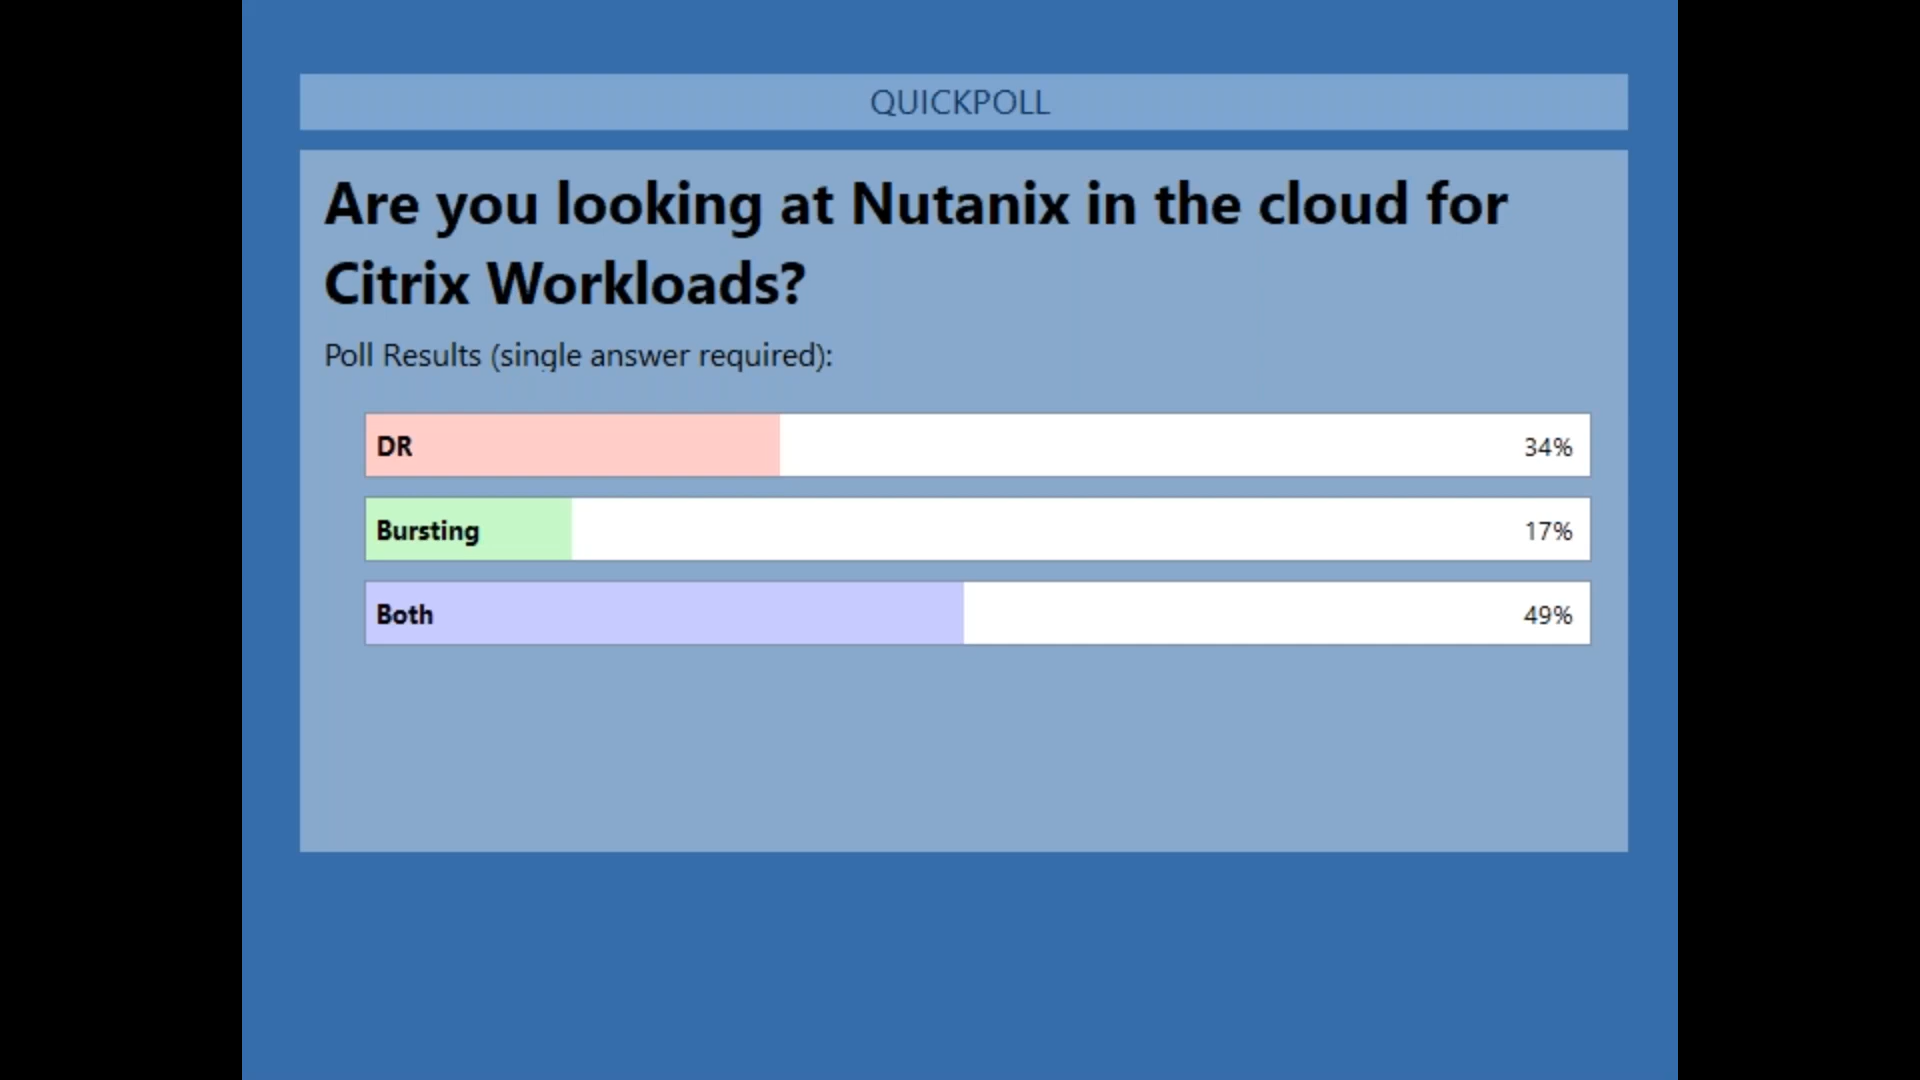 QUICKPOLL
Are you looking at Nutanix in the cloud for
Citrix Workloads?
Poll Results (single answer required):
DR 34%
Bursting 17%
Both 49%